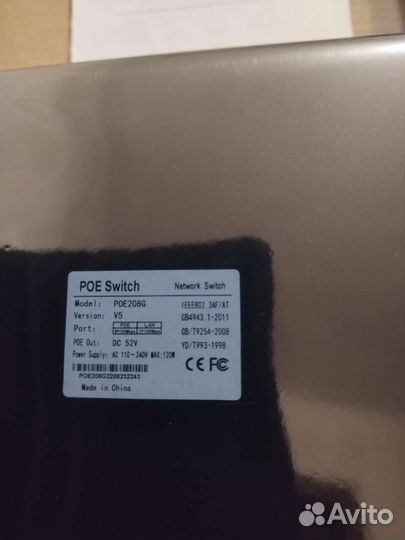 POE Switch
Network Switch
Model: POE208G
IEEE802.3AF/AT
Version: V5
GB4943.1-2011
Port: POE LAN
GB/T9254-2008
POE Out: DC 52V
YD/T993-1998
Power Supply: AC 110-240V MAX:120W
CE FC
POE208G2206232243
Made in China
Avito